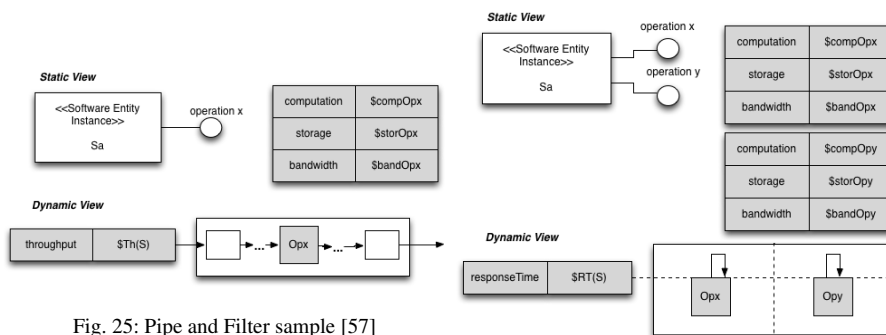 Static View
<<Software Entity
Instance>>
Sa
operation x
computation $compOpx
storage $storOpx
bandwidth $bandOpx
Dynamic View
throughput $Th(S)
... Opx ...
Fig. 25: Pipe and Filter sample [57]
Static View
<<Software Entity
Instance>>
Sa
operation x
operation y
computation $compOpx
storage $storOpx
bandwidth $bandOpx
computation $compOpy
storage $storOpy
bandwidth $bandOpy
Dynamic View
responseTime $RT(S)
Opx Opy